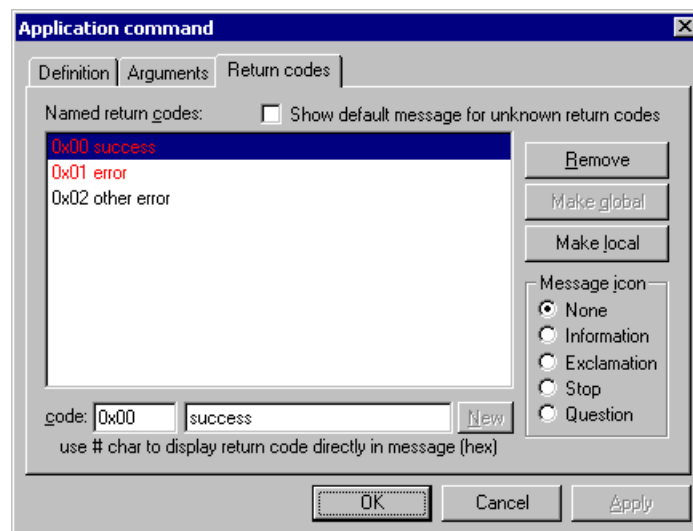 Application command
Definition Arguments Return codes
Named return codes: Show default message for unknown return codes
0x00 success
0x01 error
0x02 other error
Remove
Make global
Make local
Message icon
None
Information
Exclamation
Stop
Question
code: 0x00 success New
use # char to display return code directly in message (hex)
OK Cancel Apply